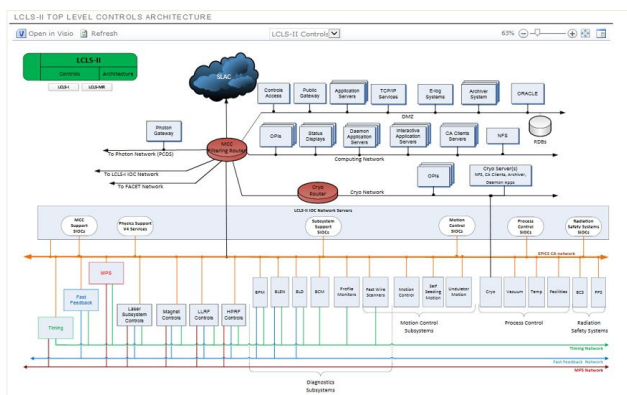 LCLS-II TOP LEVEL CONTROLS ARCHITECTURE
Open in Visio
Refresh
LCLS-II Controls
63%
LCLS-II
Controls
Architecture
LCLS-I
SLAC
Controls
Access
Public
Gateway
Application
Servers
TCP/IP
Services
E-log
Systems
Archiver
System
ORACLE
DMZ
RDBs
Photon
Gateway
MCC
Filtering Router
OPIs
Status
Displays
Daemon
Application
Servers
Interactive
Application
Servers
CA Clients
Servers
NFS
Computing Network
To Photon Network (PCDS)
To LCLS-II IOC Network
To FACET Network
Cryo
Router
Cryo Network
OPIs
Cryo Server(s)
NFS, CA Clients, Archiver,
Daemon Apps
LCLS-II IOC Network Servers
MCC
Support
SIOCs
Physics Support
V4 Services
Subsystem
Support
SIOCs
Motion
Control
SIOCs
Process
Control
SIOCs
Radiation
Safety Systems
SIOCs
EPICS CA network
MPS
Fast
Feedback
Timing
Laser
Subsystem
Controls
Magnet
Controls
LLRF
Controls
HPRF
Controls
BPM
BLEN
BLD
BCM
Profile
Monitors
Fast Wire
Scanners
Motion
Control
Self
Seeding
Motion
Undulator
Motion
Cryo
Vacuum
Temp
Facilities
BCS
PPS
Motion Control
Subsystems
Process Control
Radiation
Safety Systems
Timing Network
Fast Feedback Network
MPS Network
Diagnostics
Subsystems